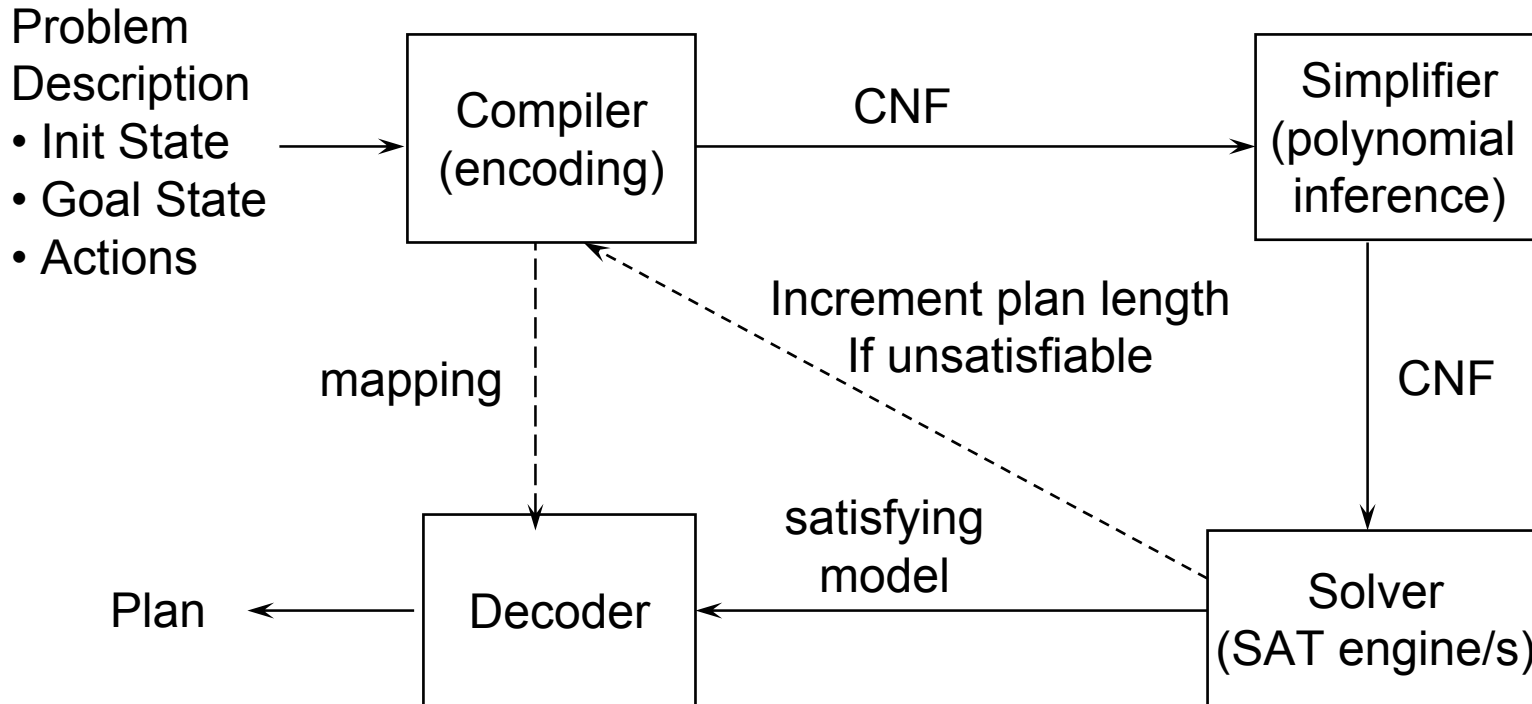 Problem
Description
• Init State
• Goal State
• Actions
Compiler
(encoding)
CNF
Simplifier
(polynomial
inference)
Increment plan length
If unsatisfiable
mapping
CNF
satisfying
model
Plan
Decoder
Solver
(SAT engine/s)